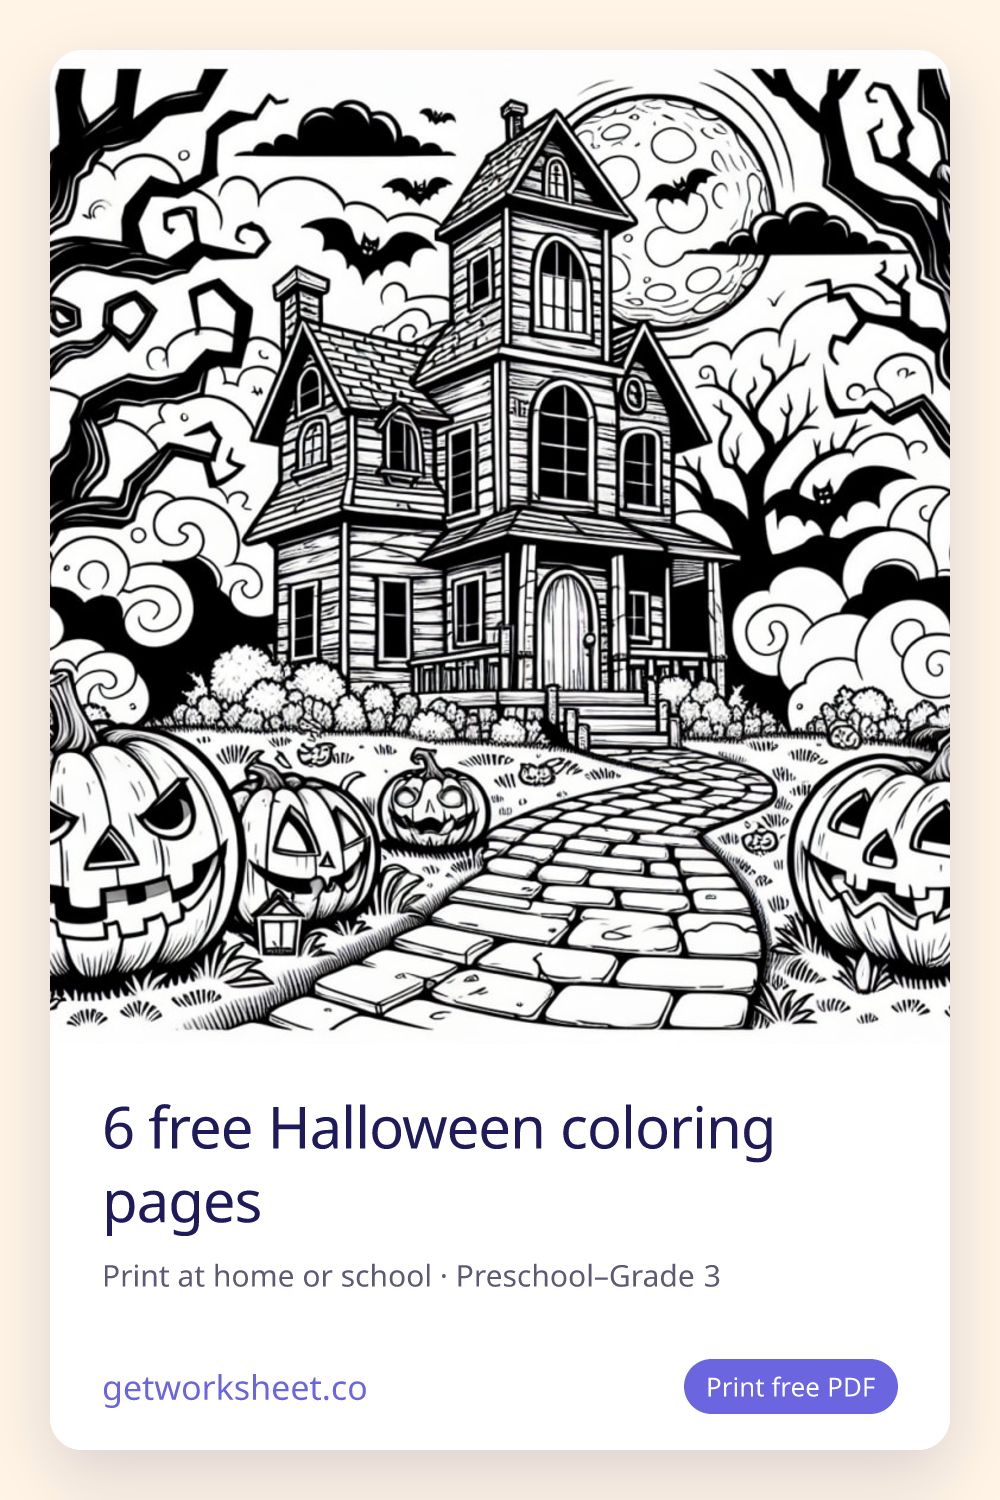 6 free Halloween coloring
pages
Print at home or school · Preschool–Grade 3
getworksheet.co
Print free PDF